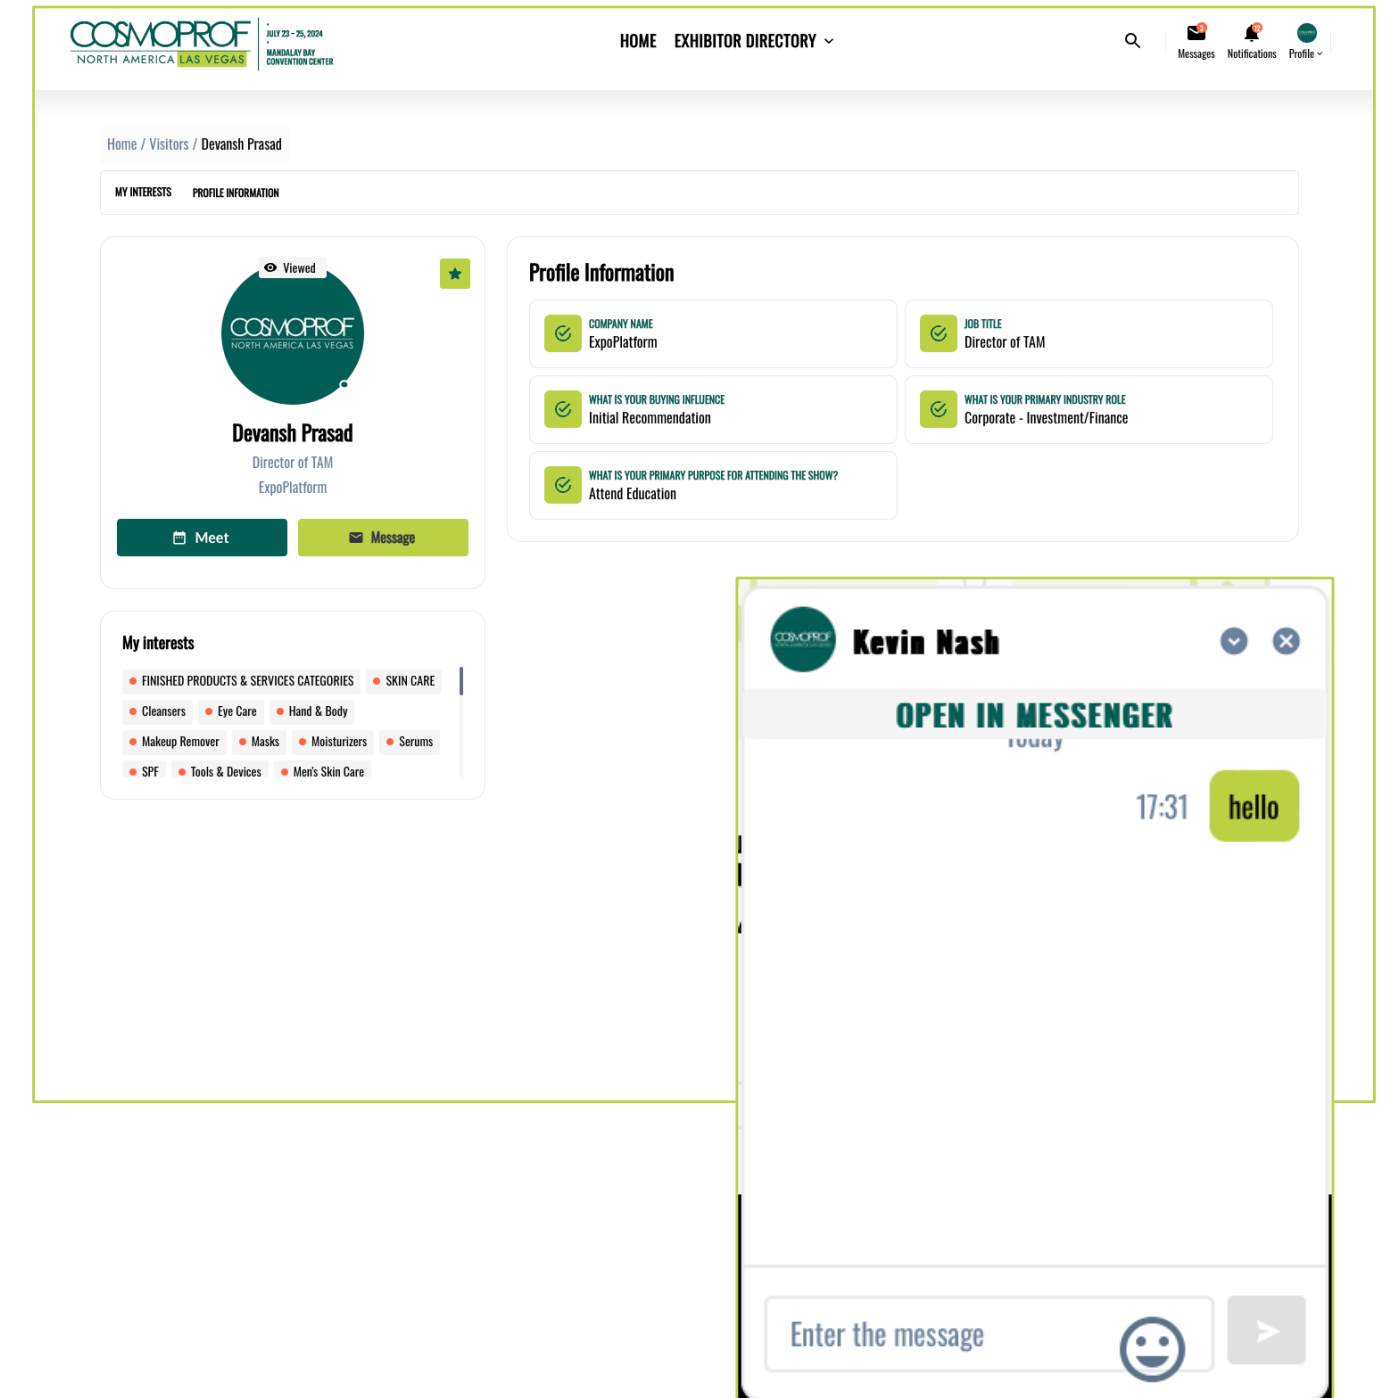 COSMOPROF
NORTH AMERICA LAS VEGAS
JULY 23 – 25, 2024
MANDALAY BAY
CONVENTION CENTER
HOME EXHIBITOR DIRECTORY
Messages Notifications Profile
Home / Visitors / Devansh Prasad
MY INTERESTS PROFILE INFORMATION
Viewed
COSMOPROF
NORTH AMERICA LAS VEGAS
Devansh Prasad
Director of TAM
ExpoPlatform
Meet Message
Profile Information
COMPANY NAME
ExpoPlatform
JOB TITLE
Director of TAM
WHAT IS YOUR BUYING INFLUENCE
Initial Recommendation
WHAT IS YOUR PRIMARY INDUSTRY ROLE
Corporate - Investment/Finance
WHAT IS YOUR PRIMARY PURPOSE FOR ATTENDING THE SHOW?
Attend Education
My interests
FINISHED PRODUCTS & SERVICES CATEGORIES SKIN CARE
Cleansers Eye Care Hand & Body
Makeup Remover Masks Moisturizers Serums
SPF Tools & Devices Men's Skin Care
COSMOPROF
Kevin Nash
OPEN IN MESSENGER
Today
17:31 hello
Enter the message